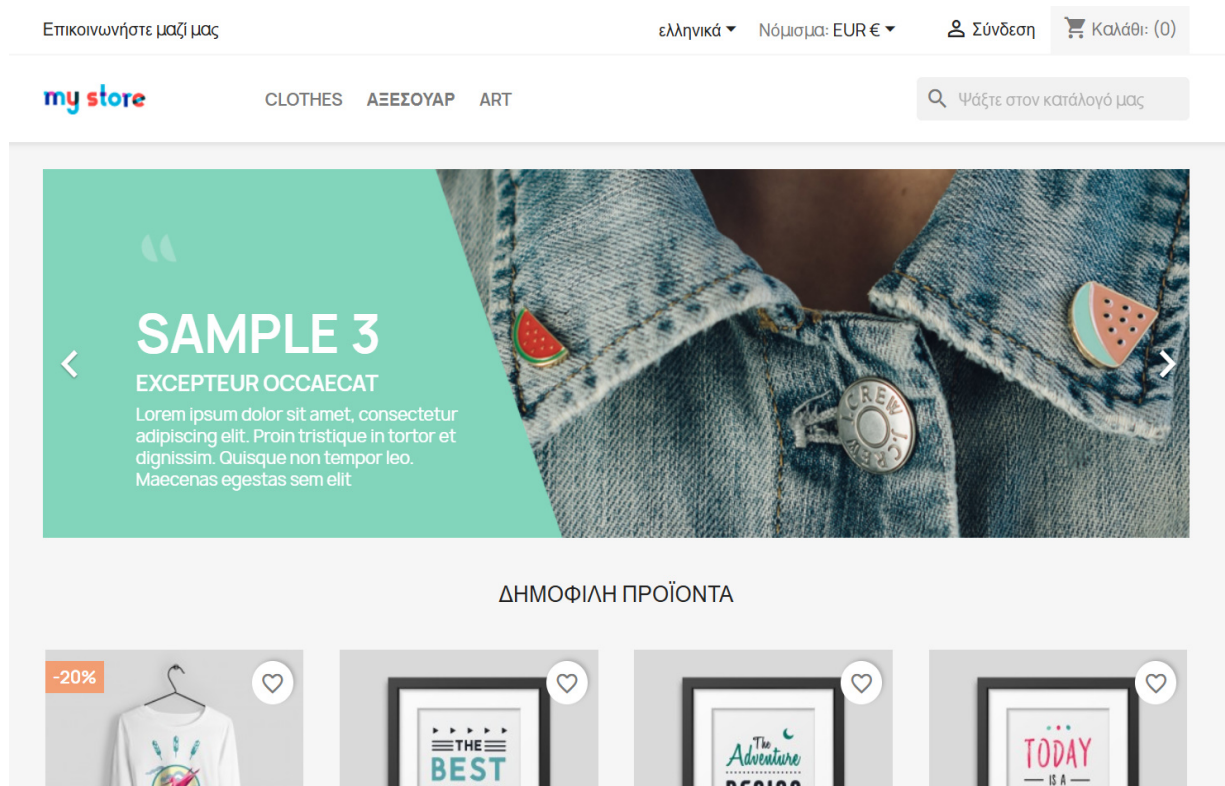 Επικοινωνήστε μαζί μας
ελληνικά
Νόμισμα: EUR €
Σύνδεση
Καλάθι: (0)
my store
CLOTHES
ΑΞΕΣΟΥΑΡ
ART
Ψάξτε στον κατάλογό μας
SAMPLE 3
EXCEPTEUR OCCAECAT
Lorem ipsum dolor sit amet, consectetur
adipiscing elit. Proin tristique in tortor et
dignissim. Quisque non tempor leo.
Maecenas egestas sem elit
J.CREW J.CREW
ΔΗΜΟΦΙΛΗ ΠΡΟΪΟΝΤΑ
-20%
THE
BEST
The
Adventure
TODAY
IS A